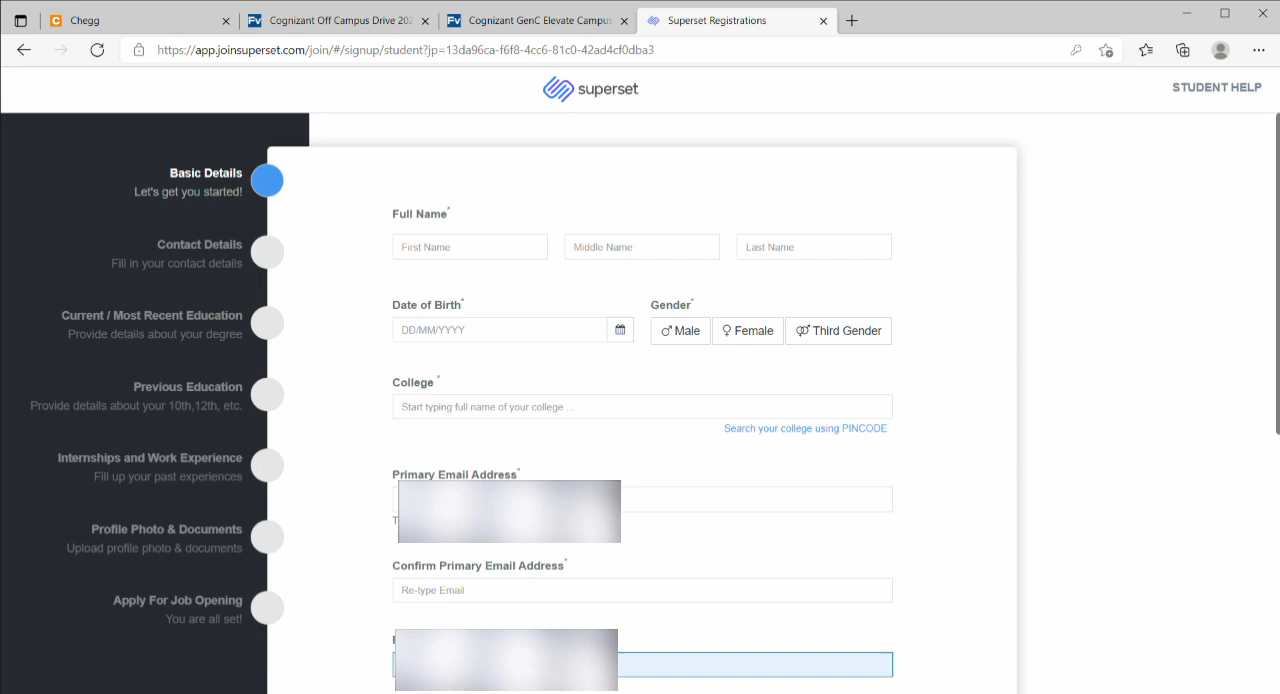 Chegg
Cognizant Off Campus Drive 202
Cognizant GenC Elevate Campus
Superset Registrations
https://app.joinsuperset.com/join/#/signup/student?jp=13da96ca-f6f8-4cc6-81c0-42ad4cf0dba3
superset
STUDENT HELP
Basic Details
Let's get you started!
Contact Details
Fill in your contact details
Current / Most Recent Education
Provide details about your degree
Previous Education
Provide details about your 10th,12th, etc.
Internships and Work Experience
Fill up your past experiences
Profile Photo & Documents
Upload profile photo & documents
Apply For Job Opening
You are all set!
Full Name*
First Name Middle Name Last Name
Date of Birth* Gender*
DD/MM/YYYY Male Female Third Gender
College *
Start typing full name of your college ...
Search your college using PINCODE
Primary Email Address*
Confirm Primary Email Address*
Re-type Email